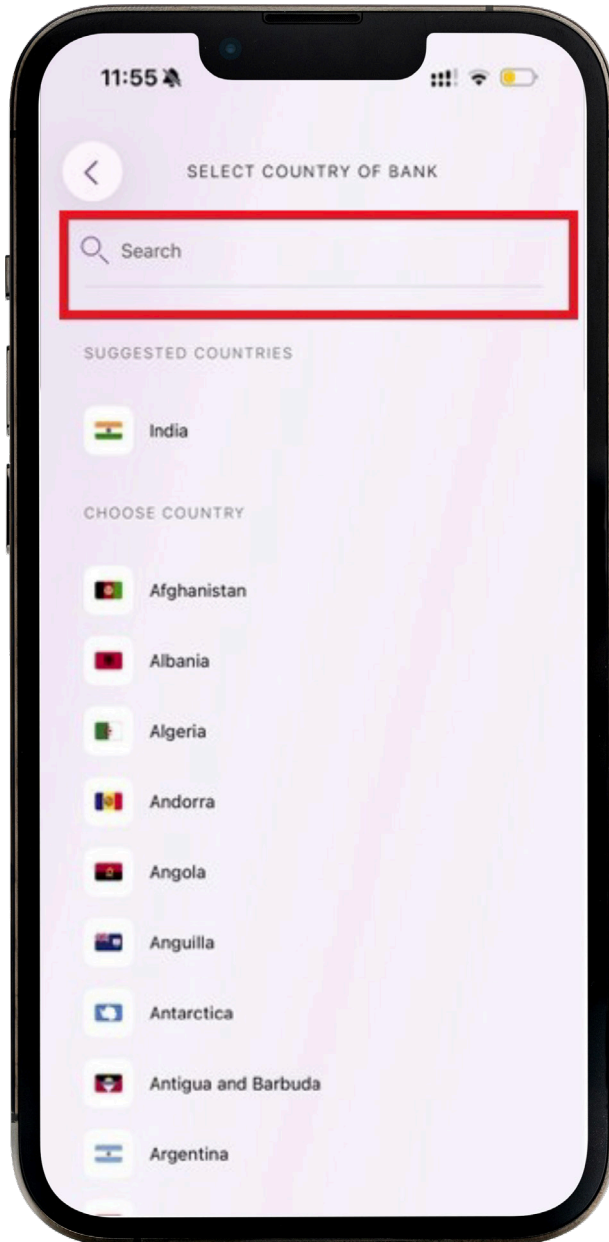 11:55
SELECT COUNTRY OF BANK
Search
SUGGESTED COUNTRIES
India
CHOOSE COUNTRY
Afghanistan
Albania
Algeria
Andorra
Angola
Anguilla
Antarctica
Antigua and Barbuda
Argentina